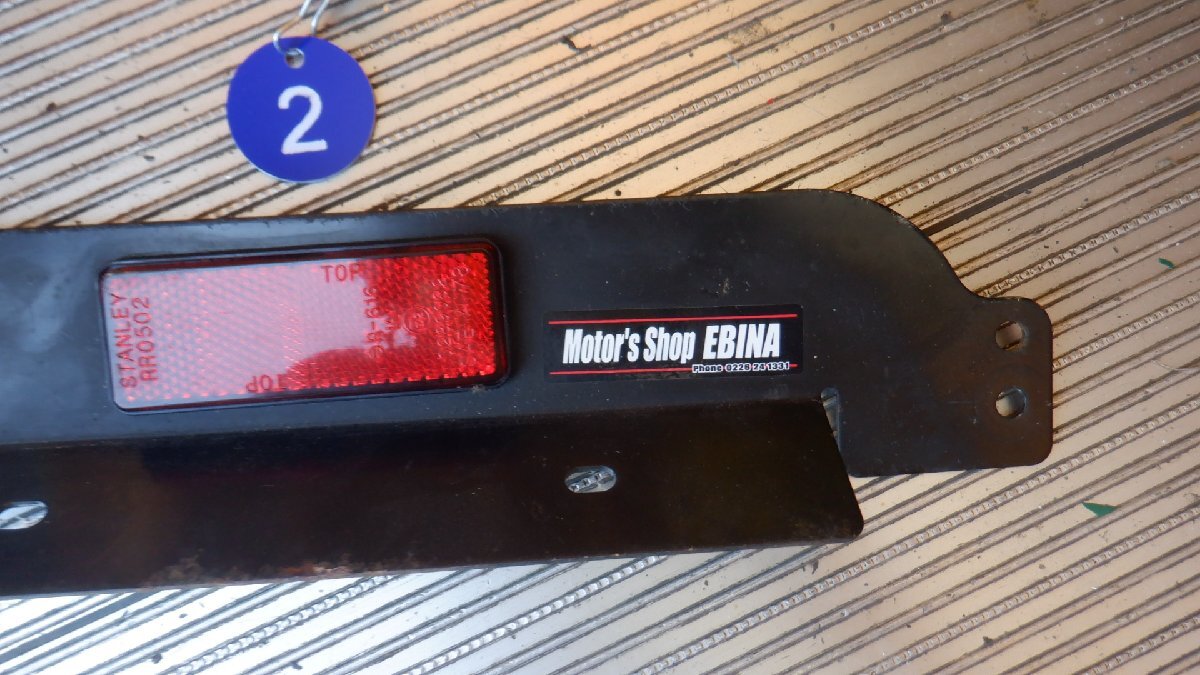 2
TOP
STANLEY
RR0502
TOP
Motor's Shop EBINA
Phone 0228 24 1331